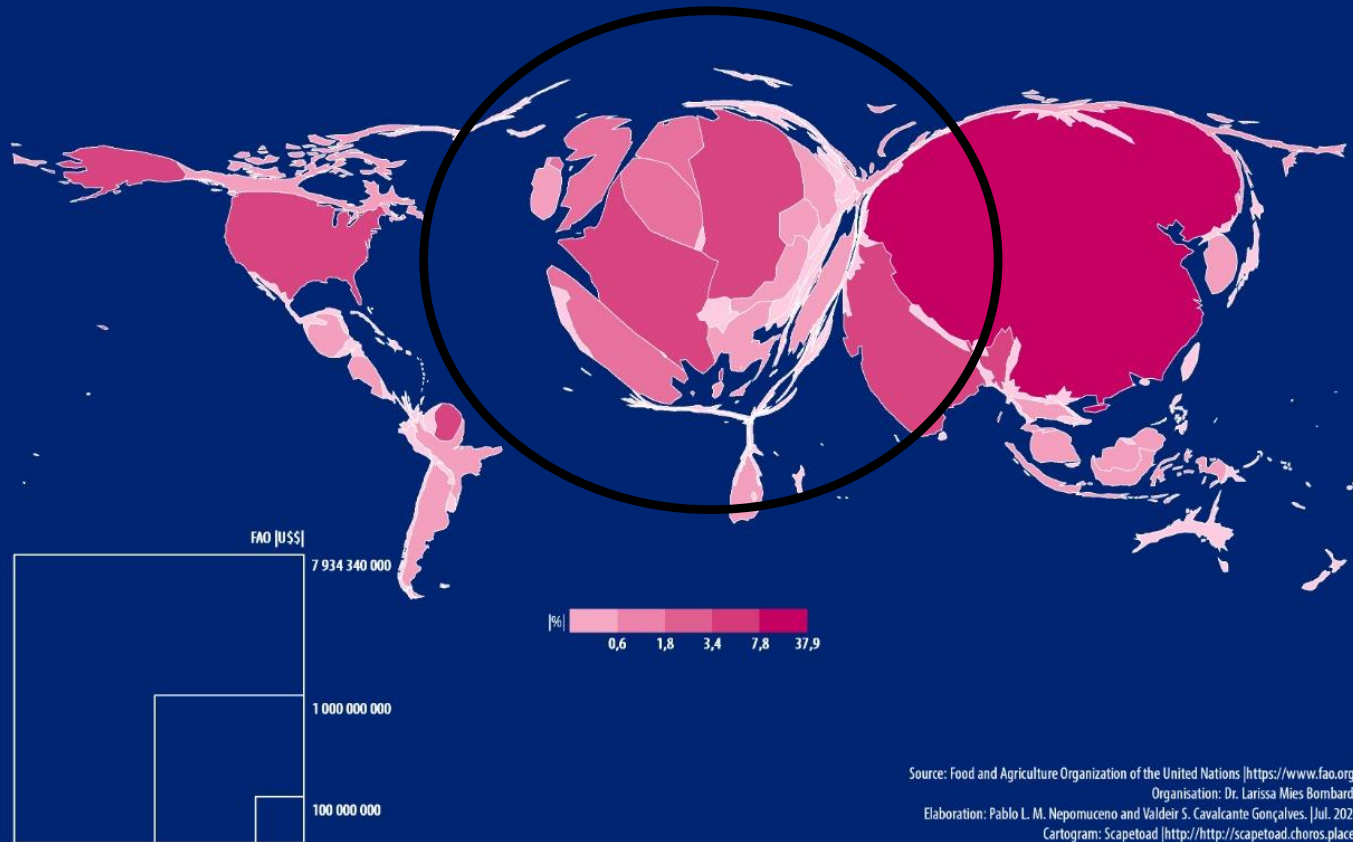 FAO |US$|
7 934 340 000
|%|
0,6 1,8 3,4 7,8 37,9
1 000 000 000
100 000 000
Source: Food and Agriculture Organization of the United Nations |https://www.fao.org
Organisation: Dr. Larissa Mies Bombard
Elaboration: Pablo L. M. Nepomuceno and Valdeir S. Cavalcante Gonçalves. |Jul. 202
Cartogram: Scapetoad |http://http://scapetoad.choros.place